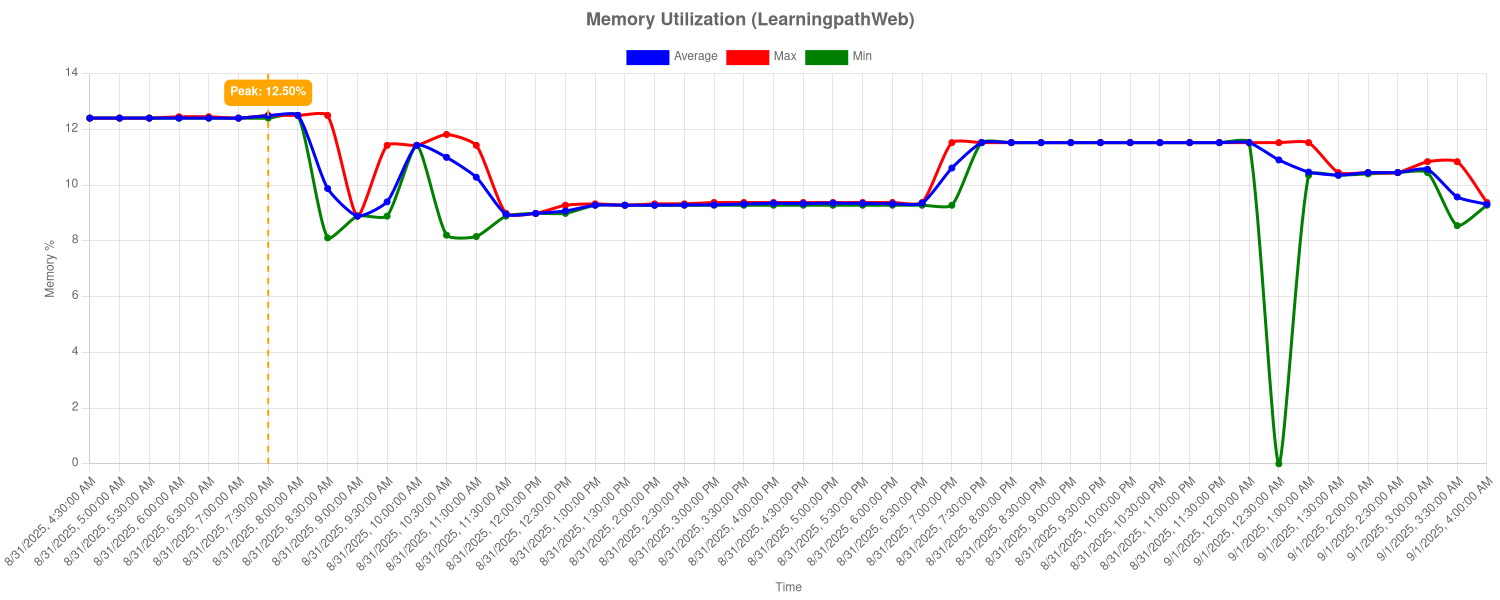 Memory Utilization (LearningpathWeb)
Average Max Min
Peak: 12.50%
14
12
10
8
6
4
2
0
Memory %
8/31/2025, 4:30:00 AM
8/31/2025, 5:00:00 AM
8/31/2025, 5:30:00 AM
8/31/2025, 6:00:00 AM
8/31/2025, 6:30:00 AM
8/31/2025, 7:00:00 AM
8/31/2025, 7:30:00 AM
8/31/2025, 8:00:00 AM
8/31/2025, 8:30:00 AM
8/31/2025, 9:00:00 AM
8/31/2025, 9:30:00 AM
8/31/2025, 10:00:00 AM
8/31/2025, 10:30:00 AM
8/31/2025, 11:00:00 AM
8/31/2025, 11:30:00 AM
8/31/2025, 12:00:00 PM
8/31/2025, 12:30:00 PM
8/31/2025, 1:00:00 PM
8/31/2025, 1:30:00 PM
8/31/2025, 2:00:00 PM
8/31/2025, 2:30:00 PM
8/31/2025, 3:00:00 PM
8/31/2025, 3:30:00 PM
8/31/2025, 4:00:00 PM
8/31/2025, 4:30:00 PM
8/31/2025, 5:00:00 PM
8/31/2025, 5:30:00 PM
8/31/2025, 6:00:00 PM
8/31/2025, 6:30:00 PM
8/31/2025, 7:00:00 PM
8/31/2025, 7:30:00 PM
8/31/2025, 8:00:00 PM
8/31/2025, 8:30:00 PM
8/31/2025, 9:00:00 PM
8/31/2025, 9:30:00 PM
8/31/2025, 10:00:00 PM
8/31/2025, 10:30:00 PM
8/31/2025, 11:00:00 PM
8/31/2025, 11:30:00 PM
9/1/2025, 12:00:00 AM
9/1/2025, 12:30:00 AM
9/1/2025, 1:00:00 AM
9/1/2025, 1:30:00 AM
9/1/2025, 2:00:00 AM
9/1/2025, 2:30:00 AM
9/1/2025, 3:00:00 AM
9/1/2025, 3:30:00 AM
9/1/2025, 4:00:00 AM
Time